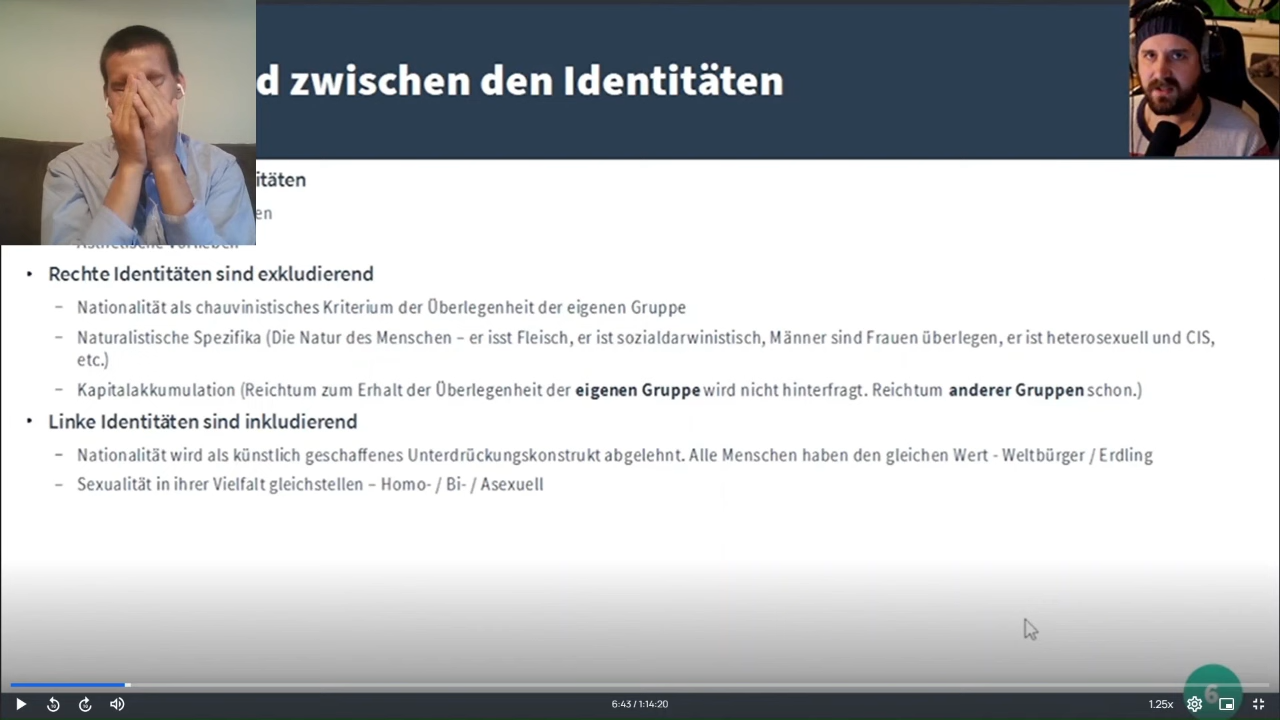 d zwischen den Identitäten
itäten
en
Ästhetische Vorlieben
• Rechte Identitäten sind exkludierend
– Nationalität als chauvinistisches Kriterium der Überlegenheit der eigenen Gruppe
– Naturalistische Spezifika (Die Natur des Menschen – er isst Fleisch, er ist sozialdarwinistisch, Männer sind Frauen überlegen, er ist heterosexuell und CIS,
etc.)
– Kapitalakkumulation (Reichtum zum Erhalt der Überlegenheit der eigenen Gruppe wird nicht hinterfragt. Reichtum anderer Gruppen schon.)
• Linke Identitäten sind inkludierend
– Nationalität wird als künstlich geschaffenes Unterdrückungskonstrukt abgelehnt. Alle Menschen haben den gleichen Wert - Weltbürger / Erdling
– Sexualität in ihrer Vielfalt gleichstellen – Homo- / Bi- / Asexuell
6
6:43 / 1:14:20
1.25x